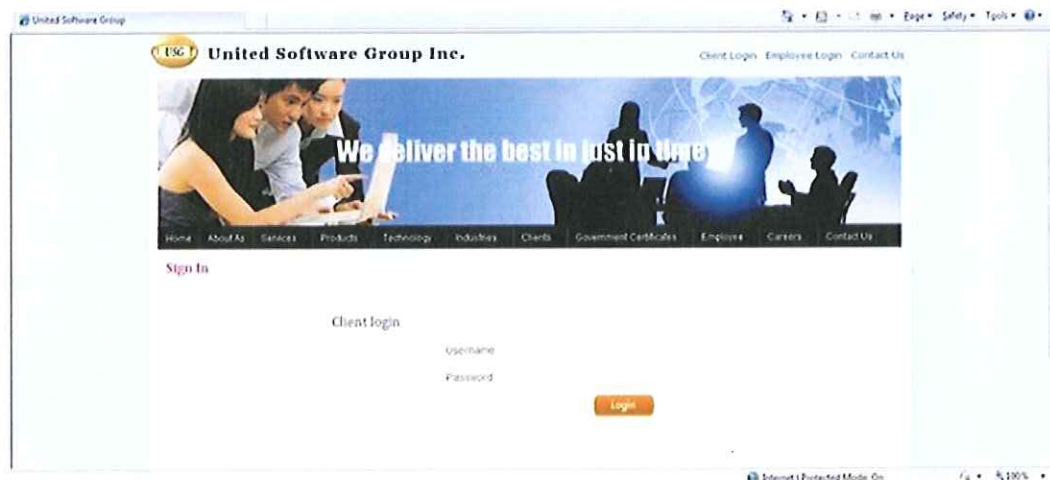 United Software Group
Page Safety Tools
USG United Software Group Inc.
Client Login Employee Login Contact Us
We deliver the best in just in time
Home About As Services Products Technology Industries Clients Government Certificates Employee Careers Contact Us
Sign In
Client login
Username
Password
Login
Internet | Protected Mode: On
100%